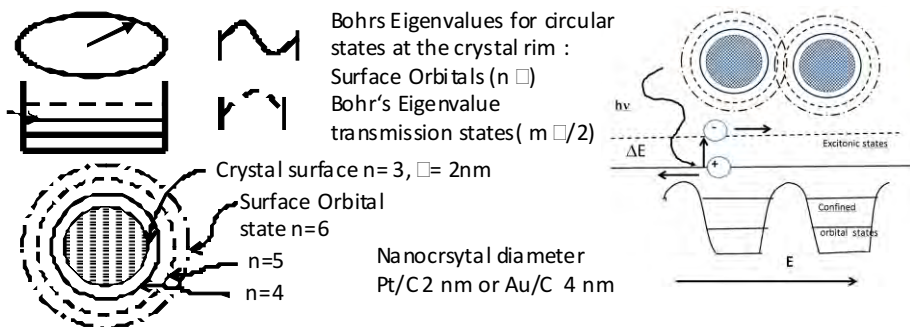 Bohrs Eigenvalues for circular
states at the crystal rim :
Surface Orbitals (n □)
Bohr's Eigenvalue
transmission states( m □/2)
Crystal surface n= 3, □= 2nm
Surface Orbital
state n=6
n=5
n=4
Nanocrsytal diameter
Pt/C 2 nm or Au/C 4 nm
hν
-
ΔE
+
Excitonic states
Confined
orbital states
E